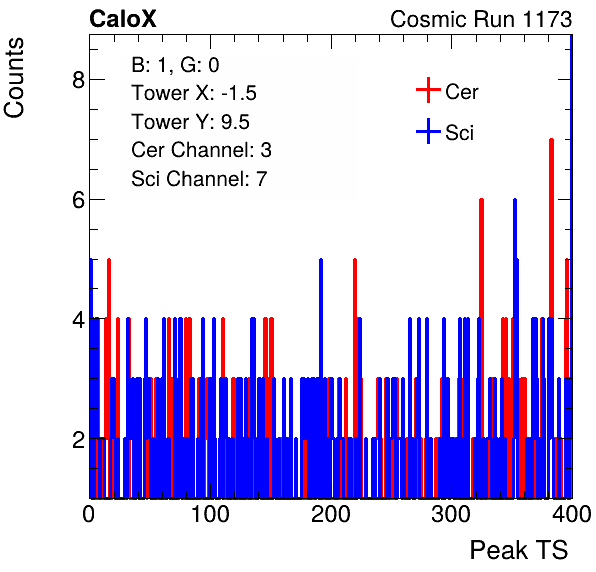 CaloX Cosmic Run 1173
Counts
B: 1, G: 0
Tower X: -1.5
Tower Y: 9.5
Cer Channel: 3
Sci Channel: 7
Cer
Sci
8
6
4
2
0 100 200 300 400
Peak TS